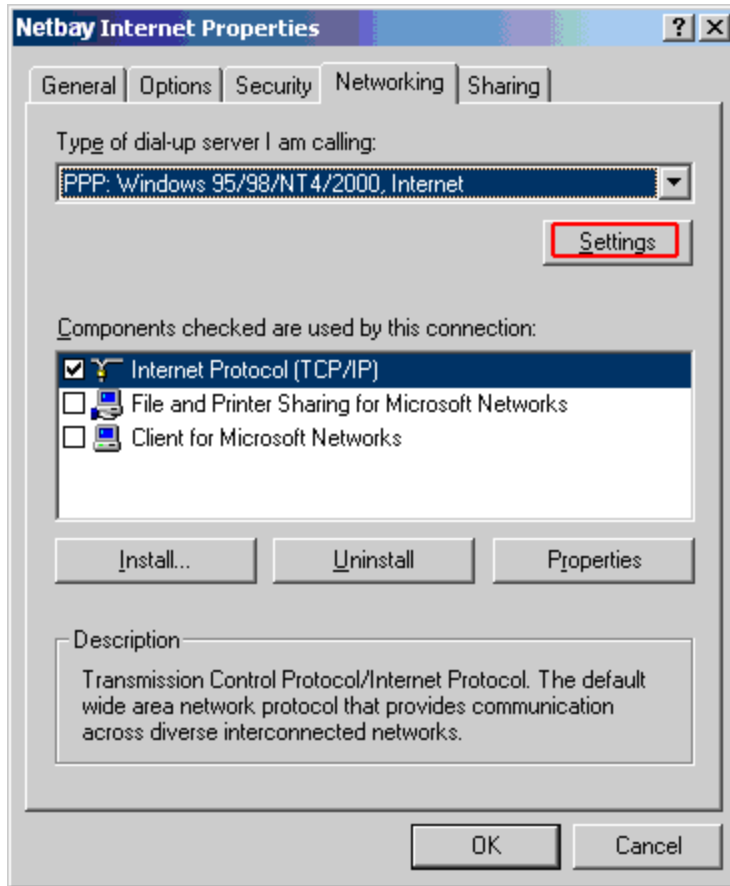 Netbay Internet Properties
General Options Security Networking Sharing
Type of dial-up server I am calling:
PPP: Windows 95/98/NT4/2000, Internet
Settings
Components checked are used by this connection:
Internet Protocol (TCP/IP)
File and Printer Sharing for Microsoft Networks
Client for Microsoft Networks
Install... Uninstall Properties
Description
Transmission Control Protocol/Internet Protocol. The default
wide area network protocol that provides communication
across diverse interconnected networks.
OK Cancel